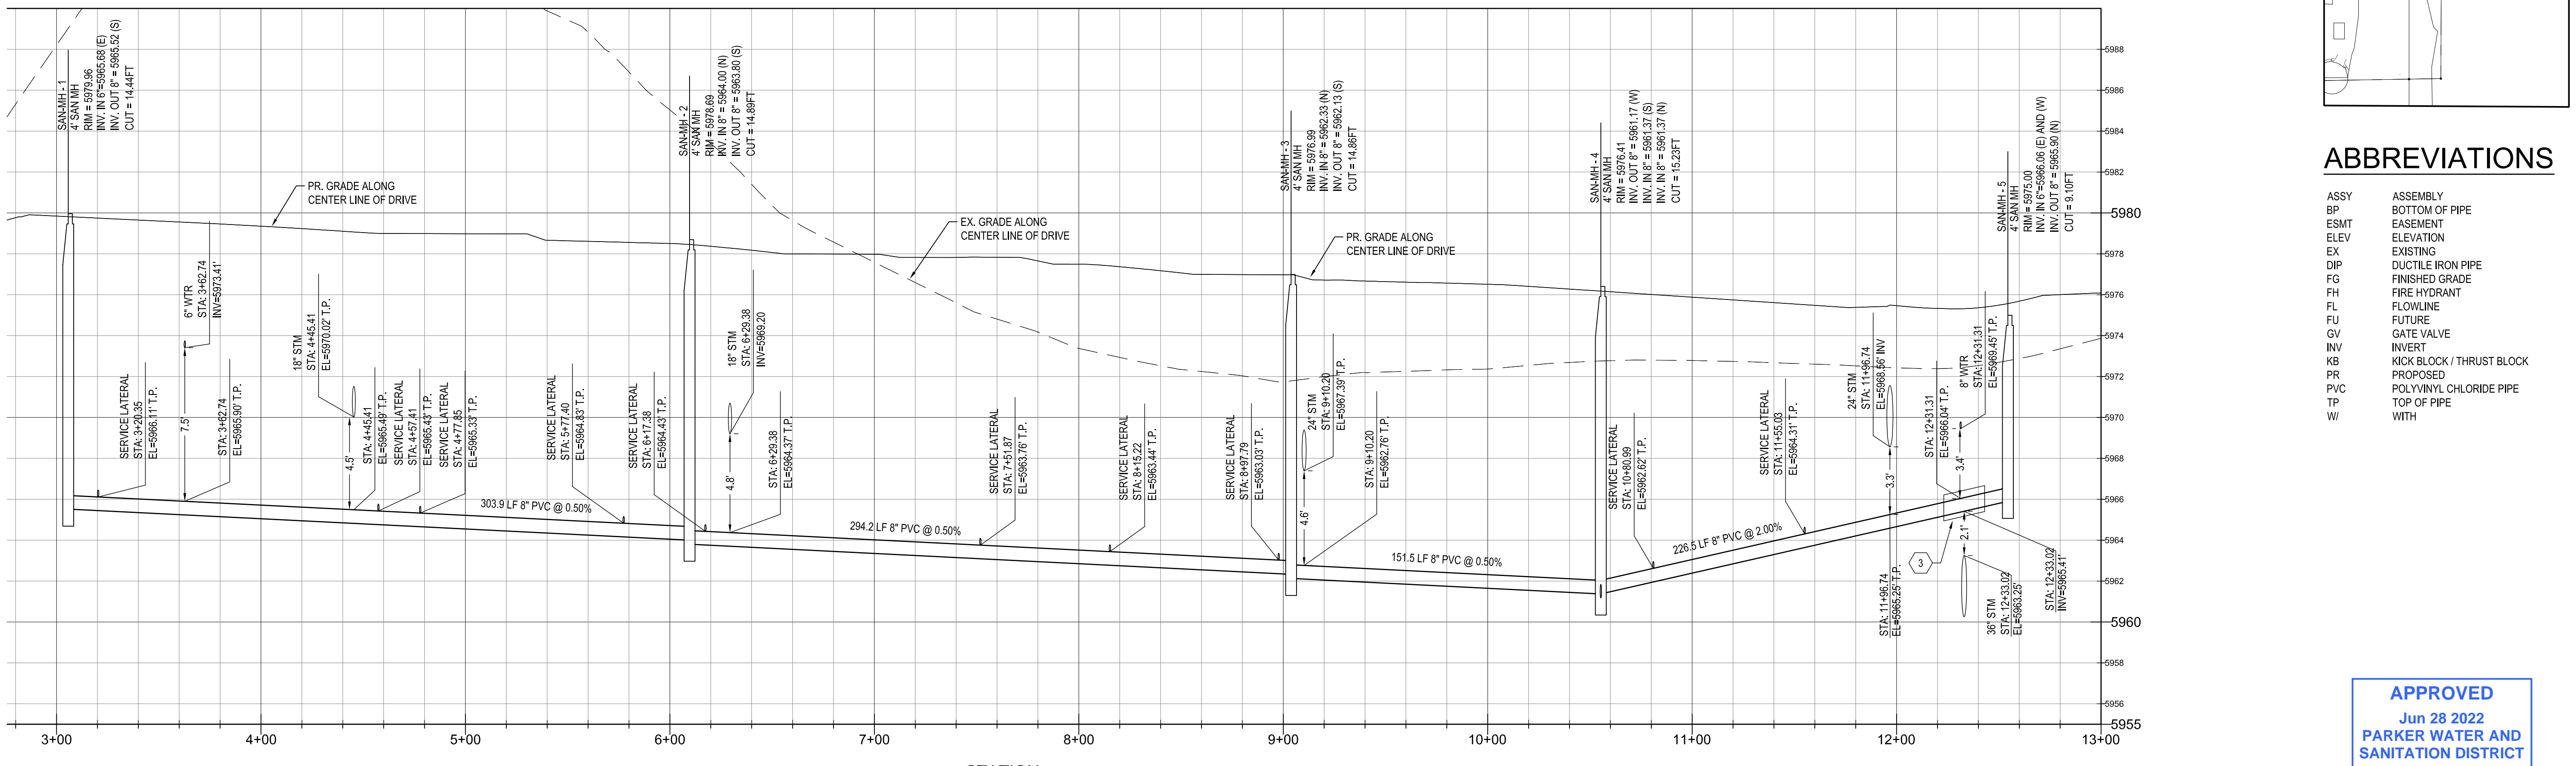 SAN-MH - 1
4' SAN MH
RIM = 5979.96
INV. IN 6"=5965.68 (E)
INV. OUT 8" = 5965.52 (S)
CUT = 14.44FT
SAN-MH - 2
4' SAN MH
RIM = 5978.69
INV. IN 8" = 5964.00 (N)
INV. OUT 8" = 5963.80 (S)
CUT = 14.89FT
SAN-MH - 3
4' SAN MH
RIM = 5976.99
INV. IN 8" = 5962.33 (N)
INV. OUT 8" = 5962.13 (S)
CUT = 14.86FT
SAN-MH - 4
4' SAN MH
RIM = 5976.41
INV. OUT 8" = 5961.17 (W)
INV. IN 8" = 5961.37 (S)
INV. IN 8" = 5961.37 (N)
CUT = 15.23FT
SAN-MH - 5
4' SAN MH
RIM = 5975.00
INV. IN 6"=5966.06 (E) AND (W)
INV. OUT 8" = 5965.90 (N)
CUT = 9.10FT
PR. GRADE ALONG
CENTER LINE OF DRIVE
EX. GRADE ALONG
CENTER LINE OF DRIVE
PR. GRADE ALONG
CENTER LINE OF DRIVE
SERVICE LATERAL
STA: 3+20.35
EL=5966.11' T.P.
6" WTR
STA: 3+62.74
INV=5973.41'
7.5'
STA: 3+62.74
EL=5965.90' T.P.
18" STM
STA: 4+45.41
EL=5970.02' T.P.
4.5'
STA: 4+45.41
EL=5965.49' T.P.
SERVICE LATERAL
STA: 4+57.41
EL=5965.43' T.P.
SERVICE LATERAL
STA: 4+77.85
EL=5965.33' T.P.
303.9 LF 8" PVC @ 0.50%
SERVICE LATERAL
STA: 5+77.40
EL=5964.83' T.P.
SERVICE LATERAL
STA: 6+17.38
EL=5964.43' T.P.
18" STM
STA: 6+29.38
INV=5969.20
4.8'
STA: 6+29.38
EL=5964.37' T.P.
294.2 LF 8" PVC @ 0.50%
SERVICE LATERAL
STA: 7+51.87
EL=5963.76' T.P.
SERVICE LATERAL
STA: 8+15.22
EL=5963.44' T.P.
SERVICE LATERAL
STA: 8+97.79
EL=5963.03' T.P.
24" STM
STA: 9+10.20
EL=5967.39' T.P.
4.6'
STA: 9+10.20
EL=5962.76' T.P.
151.5 LF 8" PVC @ 0.50%
SERVICE LATERAL
STA: 10+80.99
EL=5962.62' T.P.
226.5 LF 8" PVC @ 2.00%
SERVICE LATERAL
STA: 11+55.03
EL=5964.31' T.P.
24" STM
STA: 11+96.74
EL=5968.56' INV
3.3'
STA: 11+96.74
EL=5965.25' T.P.
STA: 12+31.31
EL=5966.04' T.P.
8" WTR
STA: 12+31.31
EL=5969.45' T.P.
3.4'
3
2.1'
36" STM
STA: 12+33.02
EL=5963.25'
STA: 12+33.02
INV=5965.41'
5988
5986
5984
5982
5980
5978
5976
5974
5972
5970
5968
5966
5964
5962
5960
5958
5956
5955
3+00 4+00 5+00 6+00 7+00 8+00 9+00 10+00 11+00 12+00 13+00
STATION
ABBREVIATIONS
ASSY ASSEMBLY
BP BOTTOM OF PIPE
ESMT EASEMENT
ELEV ELEVATION
EX EXISTING
DIP DUCTILE IRON PIPE
FG FINISHED GRADE
FH FIRE HYDRANT
FL FLOWLINE
FU FUTURE
GV GATE VALVE
INV INVERT
KB KICK BLOCK / THRUST BLOCK
PR PROPOSED
PVC POLYVINYL CHLORIDE PIPE
TP TOP OF PIPE
W/ WITH
APPROVED
Jun 28 2022
PARKER WATER AND
SANITATION DISTRICT